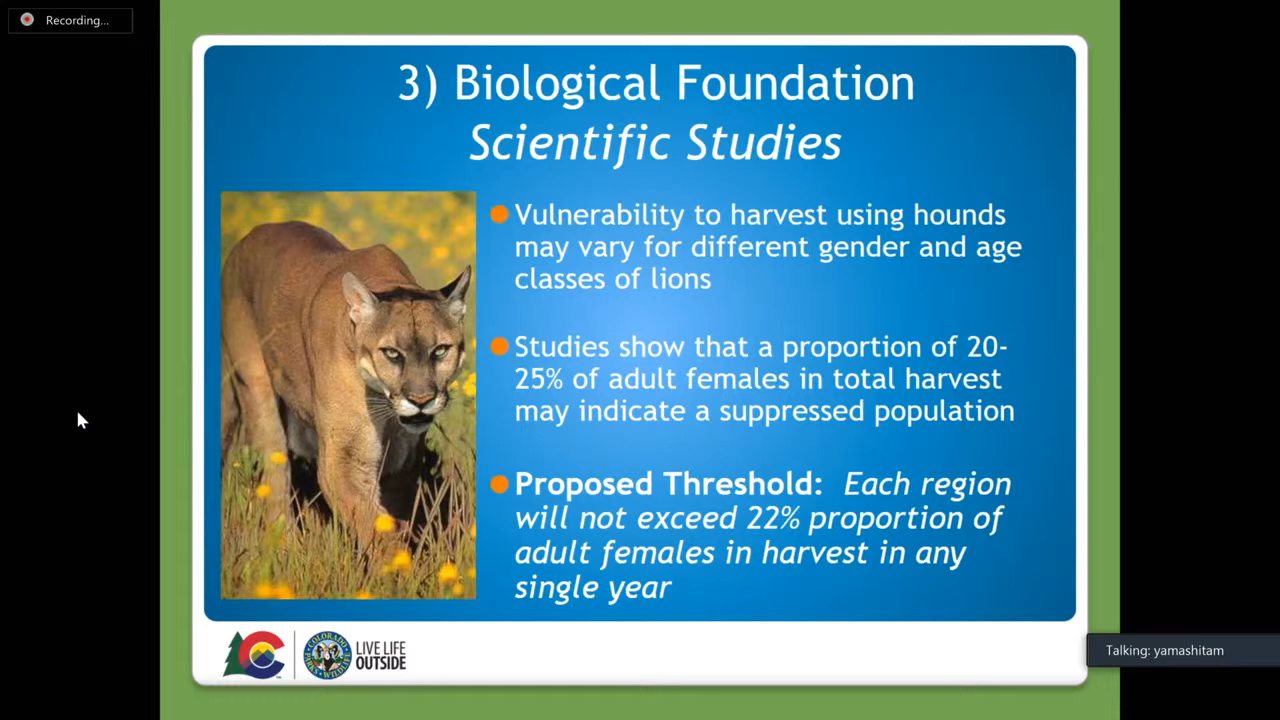 Recording...
3) Biological Foundation
Scientific Studies
Vulnerability to harvest using hounds
may vary for different gender and age
classes of lions
Studies show that a proportion of 20-
25% of adult females in total harvest
may indicate a suppressed population
Proposed Threshold: Each region
will not exceed 22% proportion of
adult females in harvest in any
single year
COLORADO
PARKS & WILDLIFE
LIVE LIFE
OUTSIDE
Talking: yamashitam